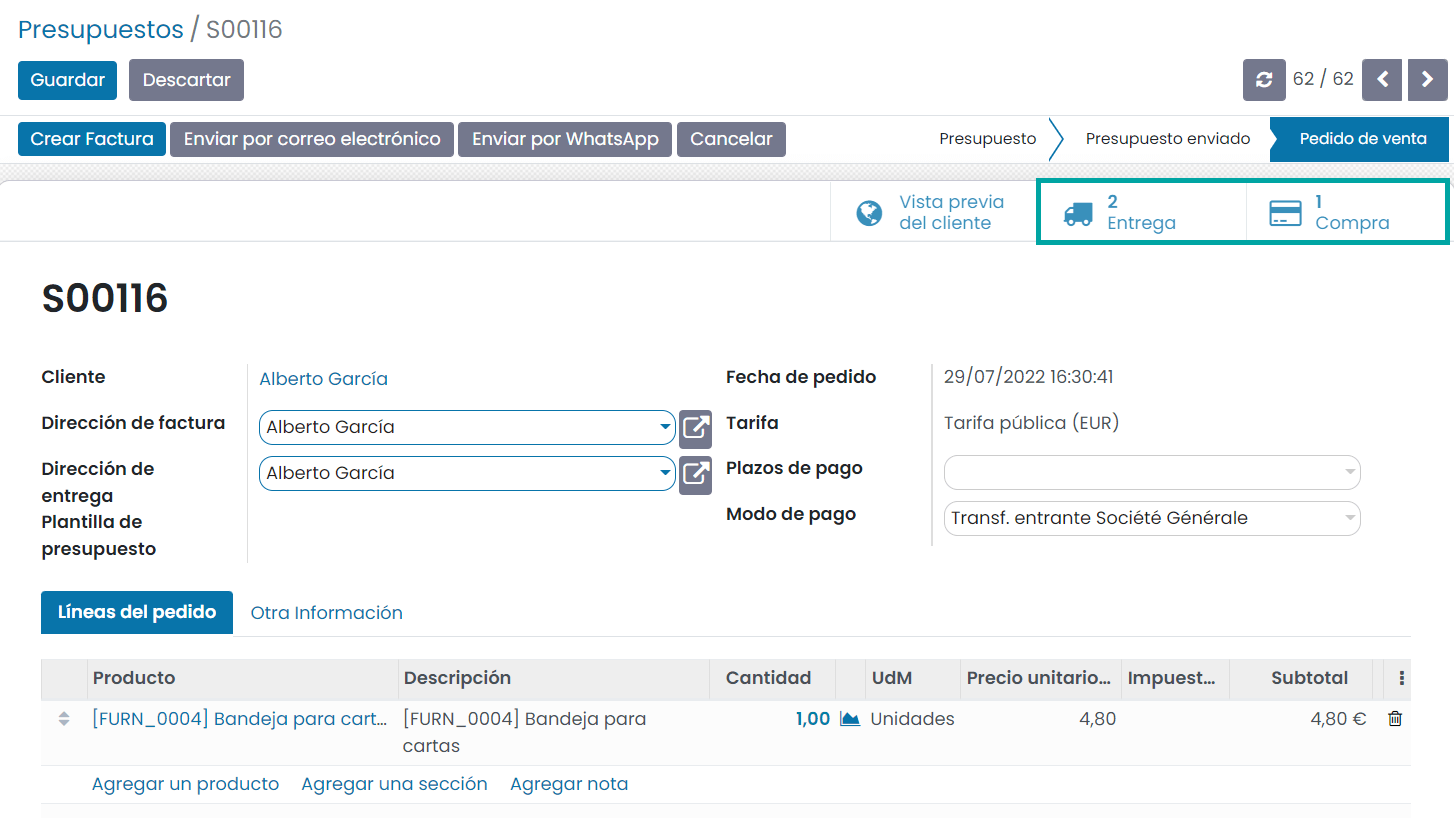 Presupuestos / S00116
Guardar Descartar 62 / 62
Crear Factura Enviar por correo electrónico Enviar por WhatsApp Cancelar Presupuesto Presupuesto enviado Pedido de venta
Vista previa
del cliente
2
Entrega
1
Compra
S00116
Cliente Alberto García
Dirección de factura Alberto García
Dirección de
entrega Alberto García
Plantilla de
presupuesto
Fecha de pedido 29/07/2022 16:30:41
Tarifa Tarifa pública (EUR)
Plazos de pago
Modo de pago Transf. entrante Société Générale
Líneas del pedido Otra Información
Producto Descripción Cantidad UdM Precio unitario... Impuest... Subtotal
[FURN_0004] Bandeja para cart... [FURN_0004] Bandeja para 1,00 Unidades 4,80 4,80 €
cartas
Agregar un producto Agregar una sección Agregar nota